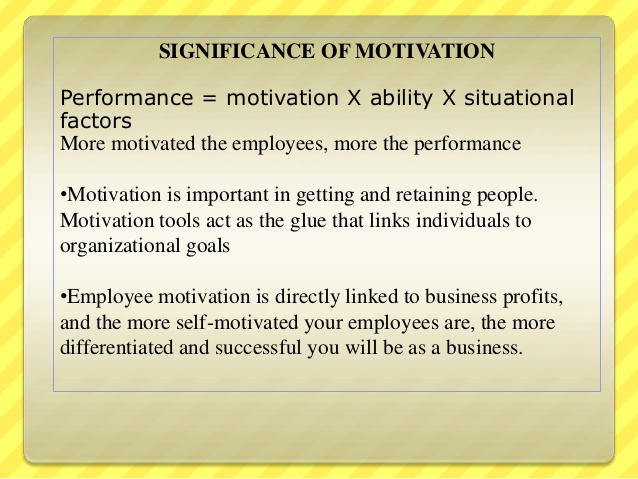 SIGNIFICANCE OF MOTIVATION
Performance = motivation X ability X situational
factors
More motivated the employees, more the performance
•Motivation is important in getting and retaining people.
Motivation tools act as the glue that links individuals to
organizational goals
•Employee motivation is directly linked to business profits,
and the more self-motivated your employees are, the more
differentiated and successful you will be as a business.